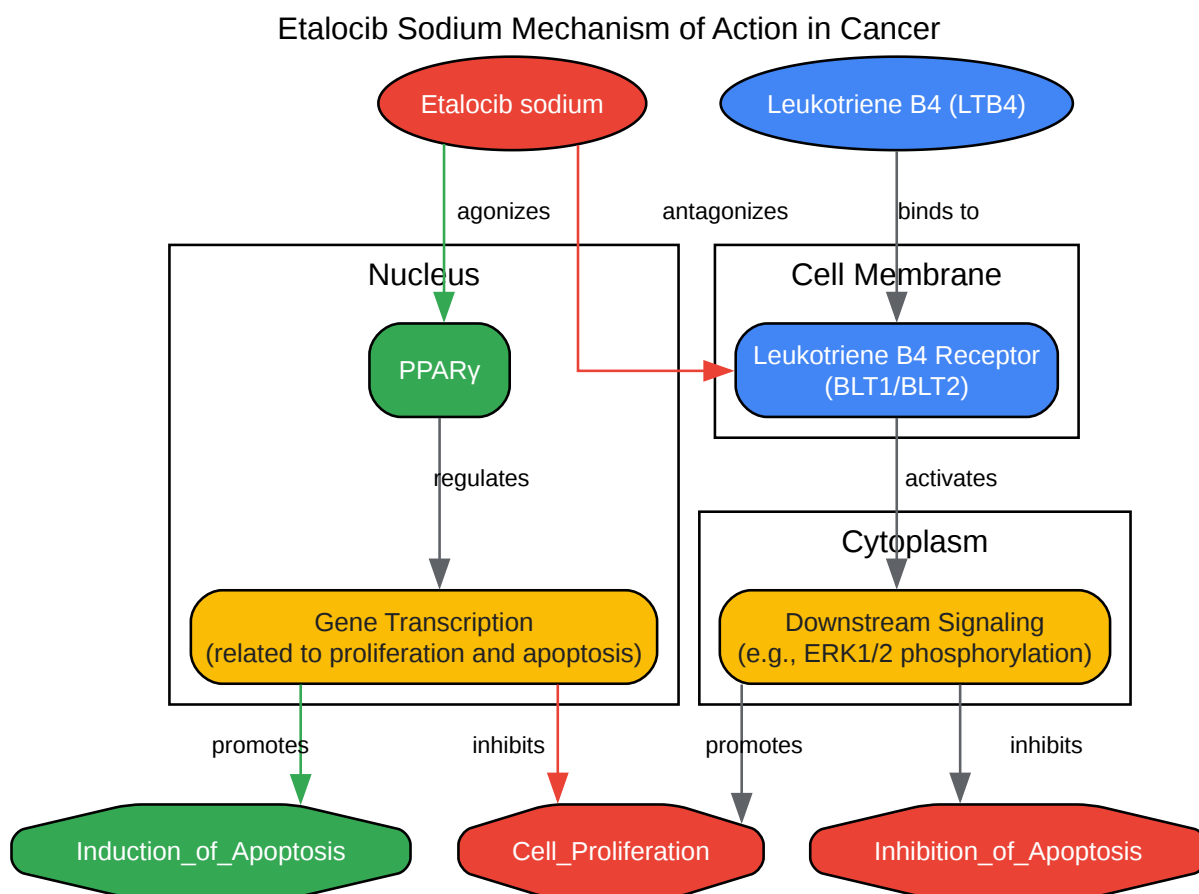 Etalocib Sodium Mechanism of Action in Cancer
Etalocib sodium
Leukotriene B4 (LTB4)
agonizes
antagonizes
binds to
Nucleus
Cell Membrane
PPARγ
Leukotriene B4 Receptor
(BLT1/BLT2)
regulates
activates
Cytoplasm
Gene Transcription
(related to proliferation and apoptosis)
Downstream Signaling
(e.g., ERK1/2 phosphorylation)
promotes
inhibits
promotes
inhibits
Induction_of_Apoptosis
Cell_Proliferation
Inhibition_of_Apoptosis